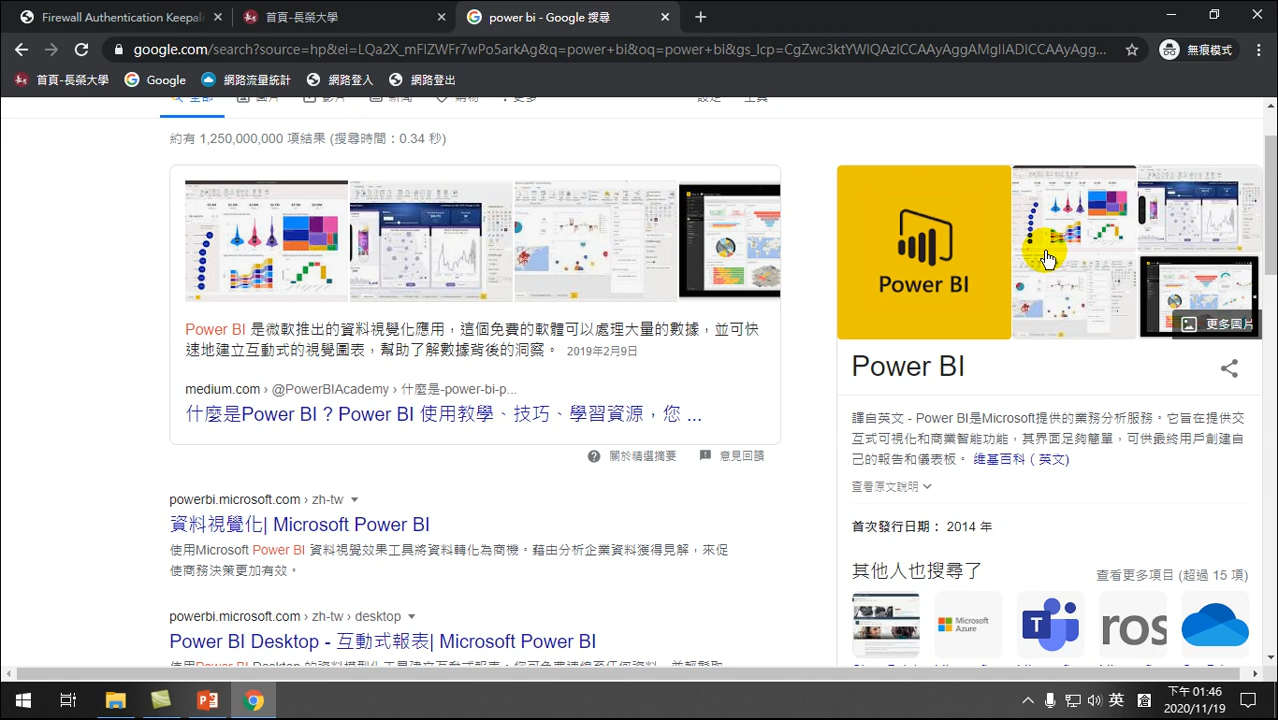 Firewall Authentication Keepali
首頁-長榮大學
power bi - Google 搜尋
google.com/search?source=hp&ei=LQa2X_mFIZWFr7wPo5arkAg&q=power+bi&oq=power+bi&gs_lcp=CgZwc3ktYWIQAzICCAAyAggAMgIIADICCAAyAgg...
無痕模式
首頁-長榮大學
Google
網路流量統計
網路登入
網路登出
全部
圖片
影片
新聞
購物
更多
設定
工具
約有 1,250,000,000 項結果 (搜尋時間:0.34 秒)
Power BI 是微軟推出的資料視覺化應用,這個免費的軟體可以處理大量的數據,並可快
速地建立互動式的視覺圖表,幫助了解數據背後的洞察。 2019年2月9日
medium.com › @PowerBIAcademy › 什麼是-power-bi-p...
什麼是Power BI ? Power BI 使用教學、技巧、學習資源,您 ...
關於精選摘要
意見回饋
powerbi.microsoft.com › zh-tw
資料視覺化| Microsoft Power BI
使用Microsoft Power BI 資料視覺效果工具將資料轉化為商機。藉由分析企業資料獲得見解,來促
使商務決策更加有效。
powerbi.microsoft.com › zh-tw › desktop
Power BI Desktop - 互動式報表| Microsoft Power BI
Power BI
更多圖片
Power BI
譯自英文 - Power BI是Microsoft提供的業務分析服務。它旨在提供交
互式可視化和商業智能功能,其界面足夠簡單,可供最終用戶創建自
己的報告和儀表板。 維基百科 (英文)
查看原文說明
首次發行日期: 2014 年
其他人也搜尋了
查看更多項目 (超過 15 項)
Microsoft
Azure
T
ros
英
下午 01:46
2020/11/19